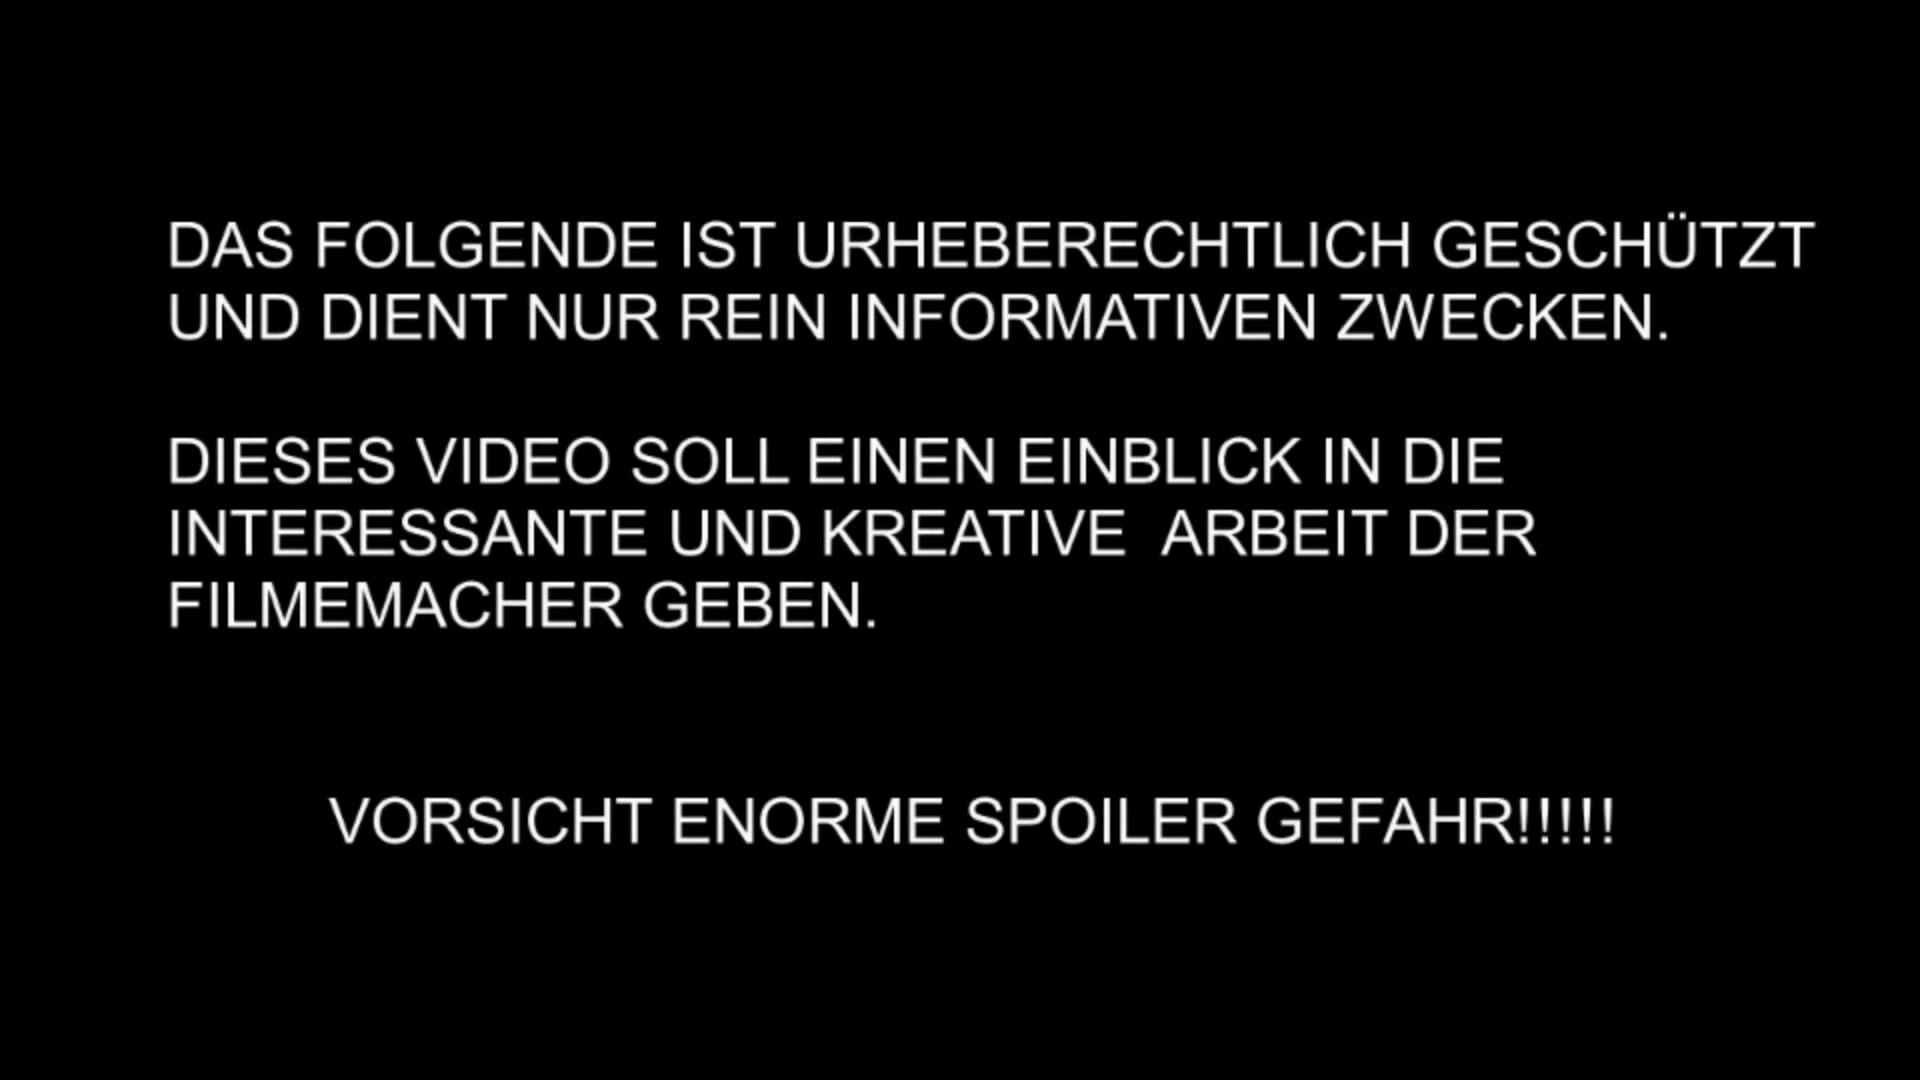 DAS FOLGENDE IST URHEBERECHTLICH GESCHÜTZT
UND DIENT NUR REIN INFORMATIVEN ZWECKEN.
DIESES VIDEO SOLL EINEN EINBLICK IN DIE
INTERESSANTE UND KREATIVE  ARBEIT DER
FILMEMACHER GEBEN.
VORSICHT ENORME SPOILER GEFAHR!!!!!